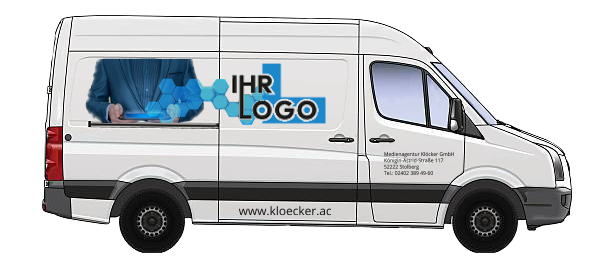 IHR
LOGO
Medienagentur Klöcker GmbH
Königin-Astrid-Straße 117
52222 Stolberg
Tel.: 02402 389 49-60
www.kloecker.ac